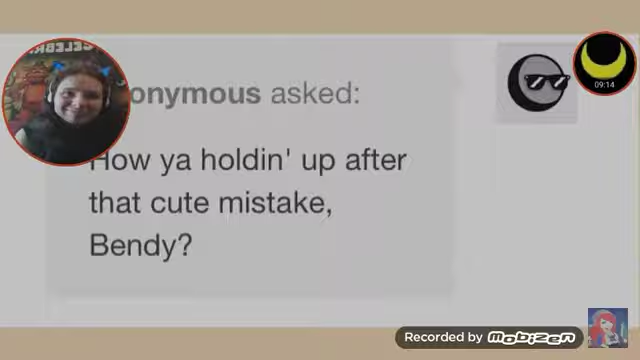 onymous asked:
How ya holdin' up after
that cute mistake,
Bendy?
09:14
Recorded by mobizen